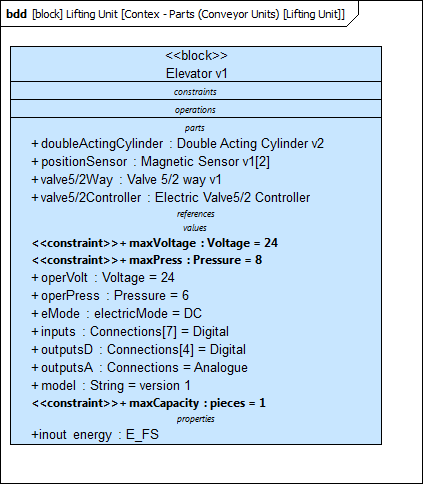 bdd [block] Lifting Unit [Contex - Parts (Conveyor Units) [Lifting Unit]]
<<block>>
Elevator v1
constraints
operations
parts
+ doubleActingCylinder : Double Acting Cylinder v2
+ positionSensor : Magnetic Sensor v1[2]
+ valve5/2Way : Valve 5/2 way v1
+ valve5/2Controller : Electric Valve5/2 Controller
references
values
<<constraint>>+ maxVoltage : Voltage = 24
<<constraint>>+ maxPress : Pressure = 8
+ operVolt : Voltage = 24
+ operPress : Pressure = 6
+ eMode : electricMode = DC
+ inputs : Connections[7] = Digital
+ outputsD : Connections[4] = Digital
+ outputsA : Connections = Analogue
+ model : String = version 1
<<constraint>>+ maxCapacity : pieces = 1
properties
+inout energy : E_FS